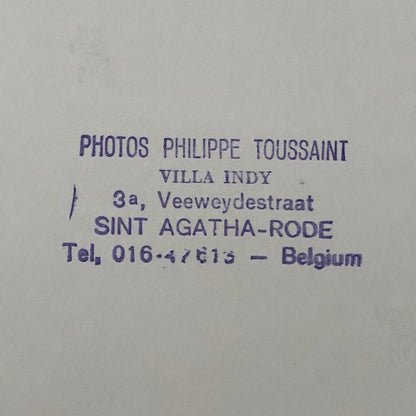 PHOTOS PHILIPPE TOUSSAINT
VILLA INDY
3a, Veeweydestraat
SINT AGATHA-RODE
Tel, – Belgium